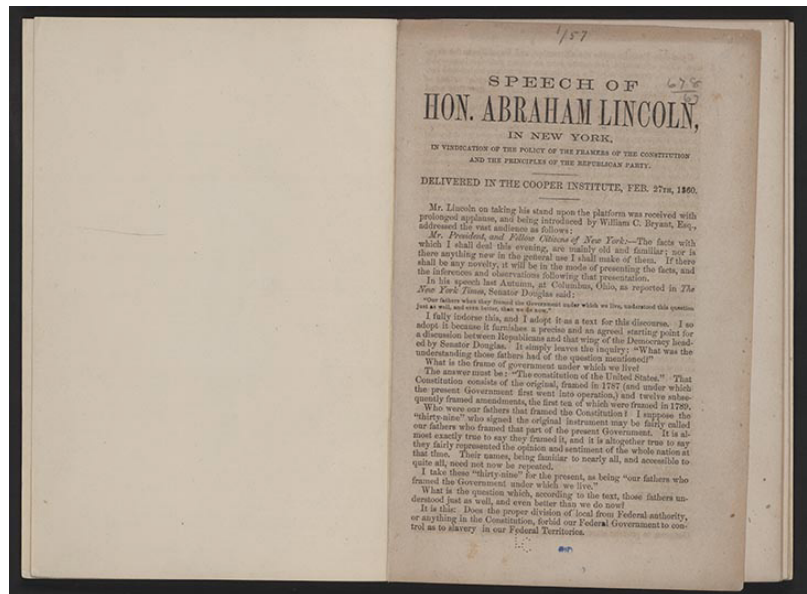 1/57
SPEECH OF
678
HON. ABRAHAM LINCOLN,
IN NEW YORK,
IN VINDICATION OF THE POLICY OF THE FRAMERS OF THE CONSTITUTION
AND THE PRINCIPLES OF THE REPUBLICAN PARTY.
DELIVERED IN THE COOPER INSTITUTE, FEB. 27TH, 1860.
Mr. Lincoln on taking his stand upon the platform was received with
prolonged applause, and being introduced by William C. Bryant, Esq.,
addressed the vast audience as follows:
Mr. President, and Fellow Citizens of New York:—The facts with
which I shall deal this evening, are mainly old and familiar; nor is
there anything new in the general use I shall make of them. If there
shall be any novelty, it will be in the mode of presenting the facts, and
the inferences and observations following that presentation.
In his speech last Autumn, at Columbus, Ohio, as reported in The
New York Times, Senator Douglas said:
"Our fathers when they framed the Government under which we live, understood this question
just as well, and even better, than we do now."
I fully indorse this, and I adopt it as a text for this discourse. I so
adopt it because it furnishes a precise and an agreed starting point for
a discussion between Republicans and that wing of the Democracy head-
ed by Senator Douglas. It simply leaves the inquiry: "What was the
understanding those fathers had of the question mentioned?"
What is the frame of government under which we live?
The answer must be: "The constitution of the United States." That
Constitution consists of the original, framed in 1787 (and under which
the present Government first went into operation,) and twelve subse-
quently framed amendments, the first ten of which were framed in 1789.
Who were our fathers that framed the Constitution? I suppose the
"thirty-nine" who signed the original instrument may be fairly called
our fathers who framed that part of the present Government. It is al-
most exactly true to say they framed it, and it is altogether true to say
they fairly represented the opinion and sentiment of the whole nation at
that time. Their names, being familiar to nearly all, and accessible to
quite all, need not now be repeated.
I take these "thirty-nine" for the present, as being "our fathers who
framed the Government under which we live."
What is the question which, according to the text, those fathers un-
derstood just as well, and even better than we do now?
It is this: Does the proper division of local from Federal authority,
or anything in the Constitution, forbid our Federal Government to con-
trol as to slavery in our Federal Territories.